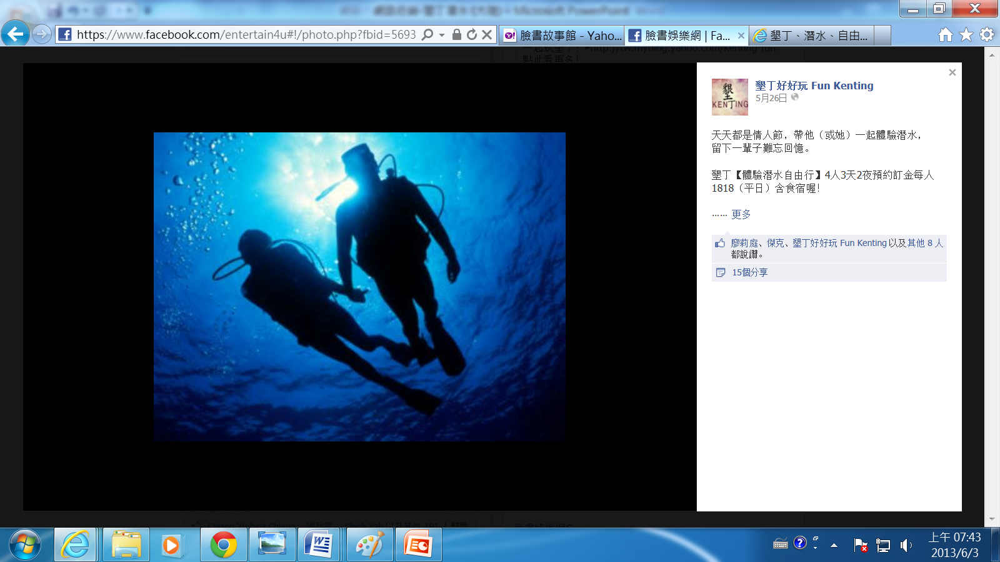 https://www.facebook.com/entertain4u#!/photo.php?fbid=5693
臉書故事館 - Yaho...
臉書娛樂網 | Fa...
墾丁、潛水、自由...
墾丁好好玩 Fun Kenting
5月26日
墾丁
KENTING
天天都是情人節，帶他（或她）一起體驗潛水，
留下一輩子難忘回憶。
墾丁【體驗潛水自由行】4人3天2夜預約訂金每人
1818（平日）含食宿喔！
...... 更多
廖莉庭、傑克、墾丁好好玩 Fun Kenting 以及其他 8 人
都說讚。
15個分享
上午 07:43
2013/6/3